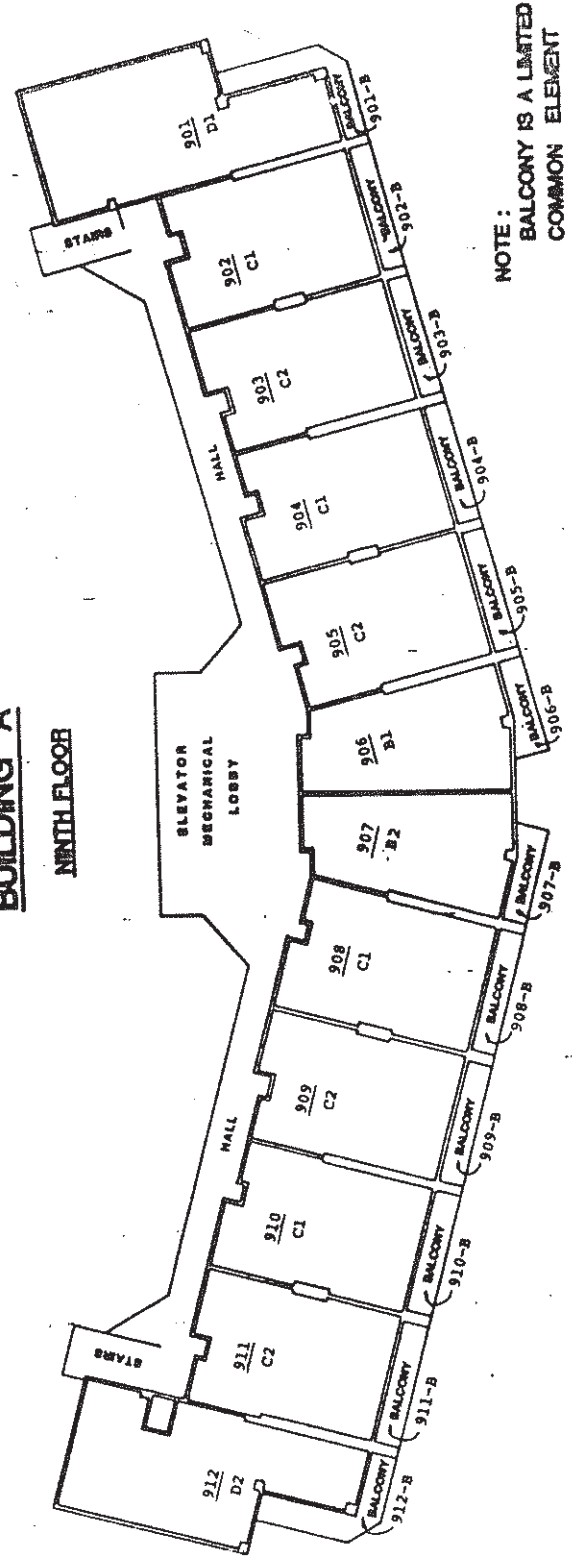 BUILDING "A"
NINTH FLOOR
ELEVATOR
MECHANICAL
LOBBY
STAIRS
HALL
HALL
STAIRS
912
D2
911
C2
910
C1
909
C2
908
C1
907
B2
906
B1
905
C2
904
C1
903
C2
902
C1
901
D1
BALCONY
912-B
BALCONY
911-B
BALCONY
910-B
BALCONY
909-B
BALCONY
908-B
BALCONY
907-B
BALCONY
906-B
BALCONY
905-B
BALCONY
904-B
BALCONY
903-B
BALCONY
902-B
BALCONY
901-B
NOTE :
BALCONY IS A LIMITED
COMMON ELEMENT